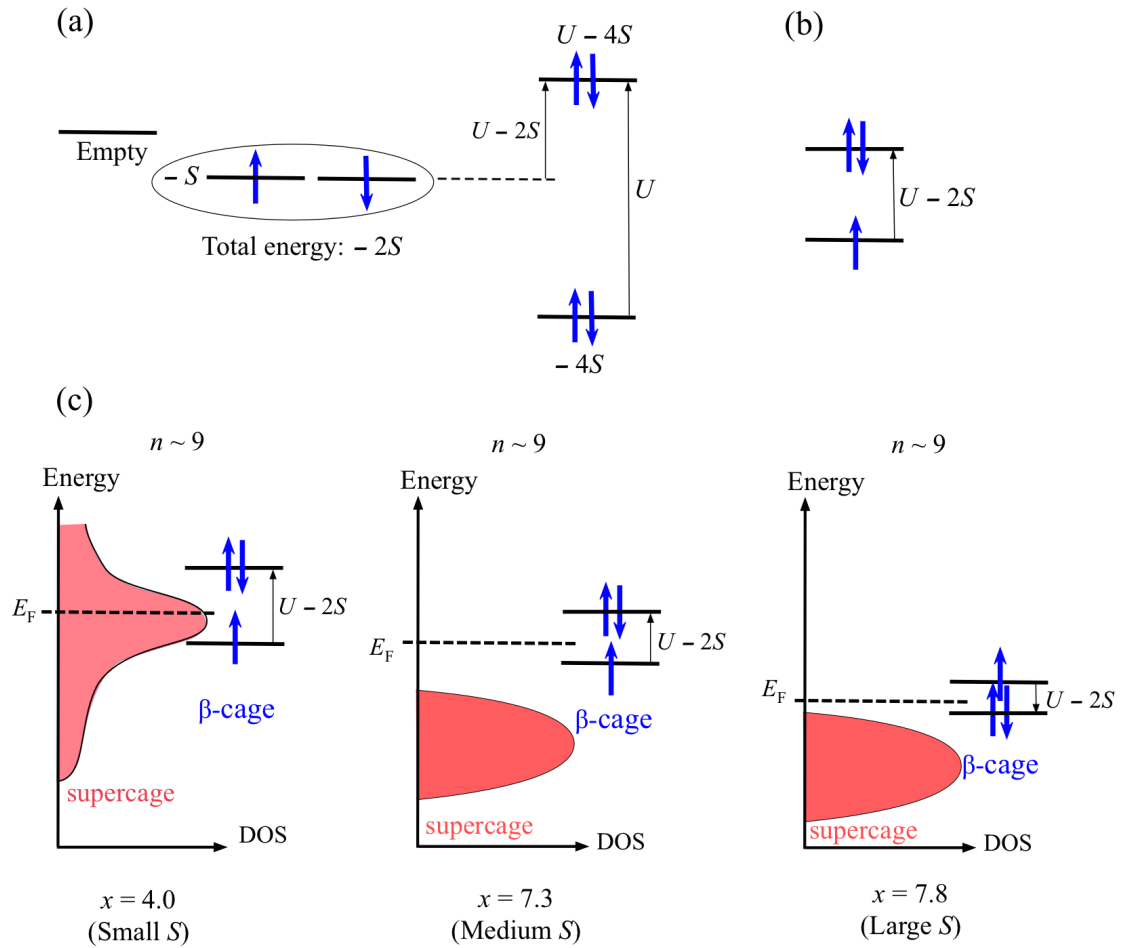 (a)
U – 4S
U – 2S
Empty
– S
U
Total energy: – 2S
– 4S
(b)
U – 2S
(c)
n ~ 9
Energy
E_F
U – 2S
β-cage
supercage
DOS
x = 4.0
(Small S)
n ~ 9
Energy
E_F
U – 2S
β-cage
supercage
DOS
x = 7.3
(Medium S)
n ~ 9
Energy
E_F
U – 2S
β-cage
supercage
DOS
x = 7.8
(Large S)